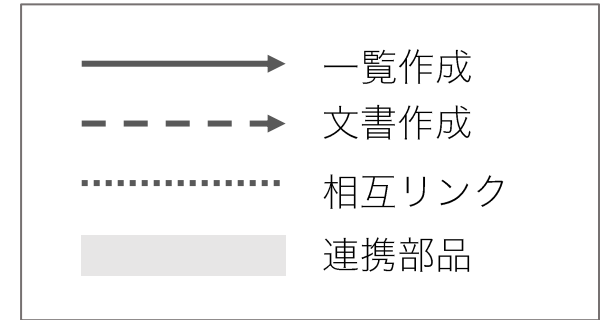 一覧作成
文書作成
相互リンク
連携部品